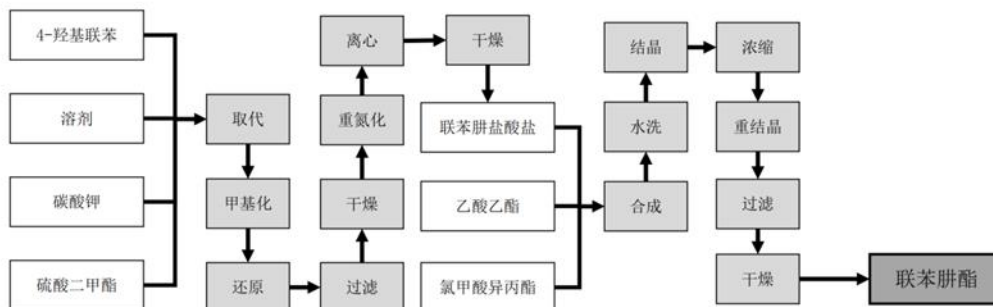 4-羟基联苯
溶剂
碳酸钾
硫酸二甲酯
取代
甲基化
还原
过滤
干燥
重氮化
离心
干燥
联苯肼盐酸盐
乙酸乙酯
氯甲酸异丙酯
合成
水洗
结晶
浓缩
重结晶
过滤
干燥
联苯肼酯